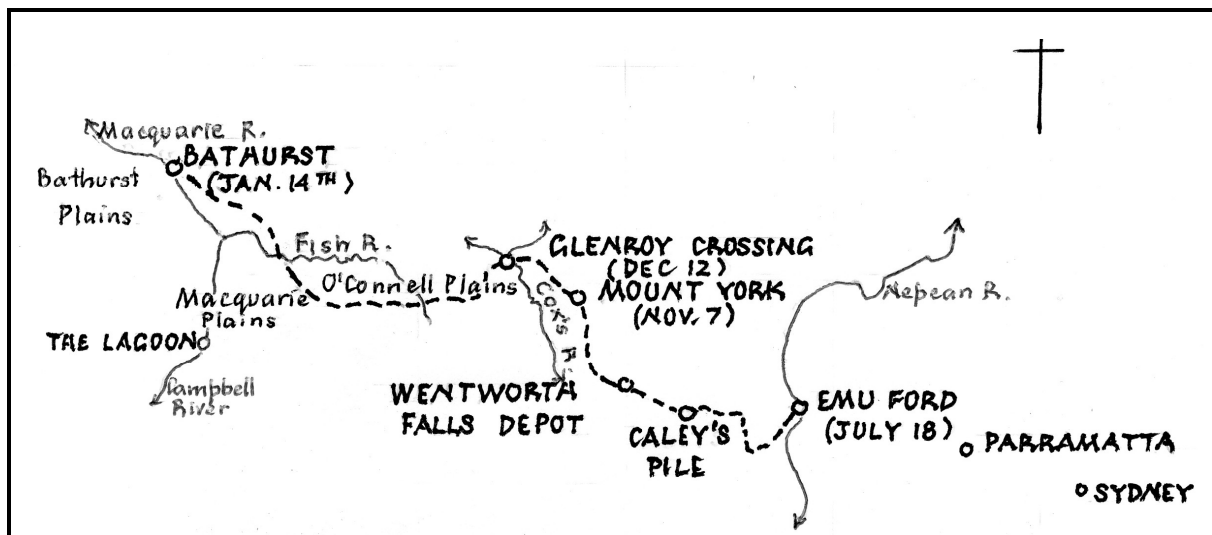 Macquarie R.
BATHURST
(JAN. 14TH)
Bathurst
Plains
Fish R.
O'Connell Plains
Macquarie
Plains
THE LAGOON
Campbell
River
GLENROY CROSSING
(DEC 12)
MOUNT YORK
(NOV. 7)
Cox's R.
Nepean R.
WENTWORTH
FALLS DEPOT
CALEY'S
PILE
EMU FORD
(JULY 18)
PARRAMATTA
SYDNEY